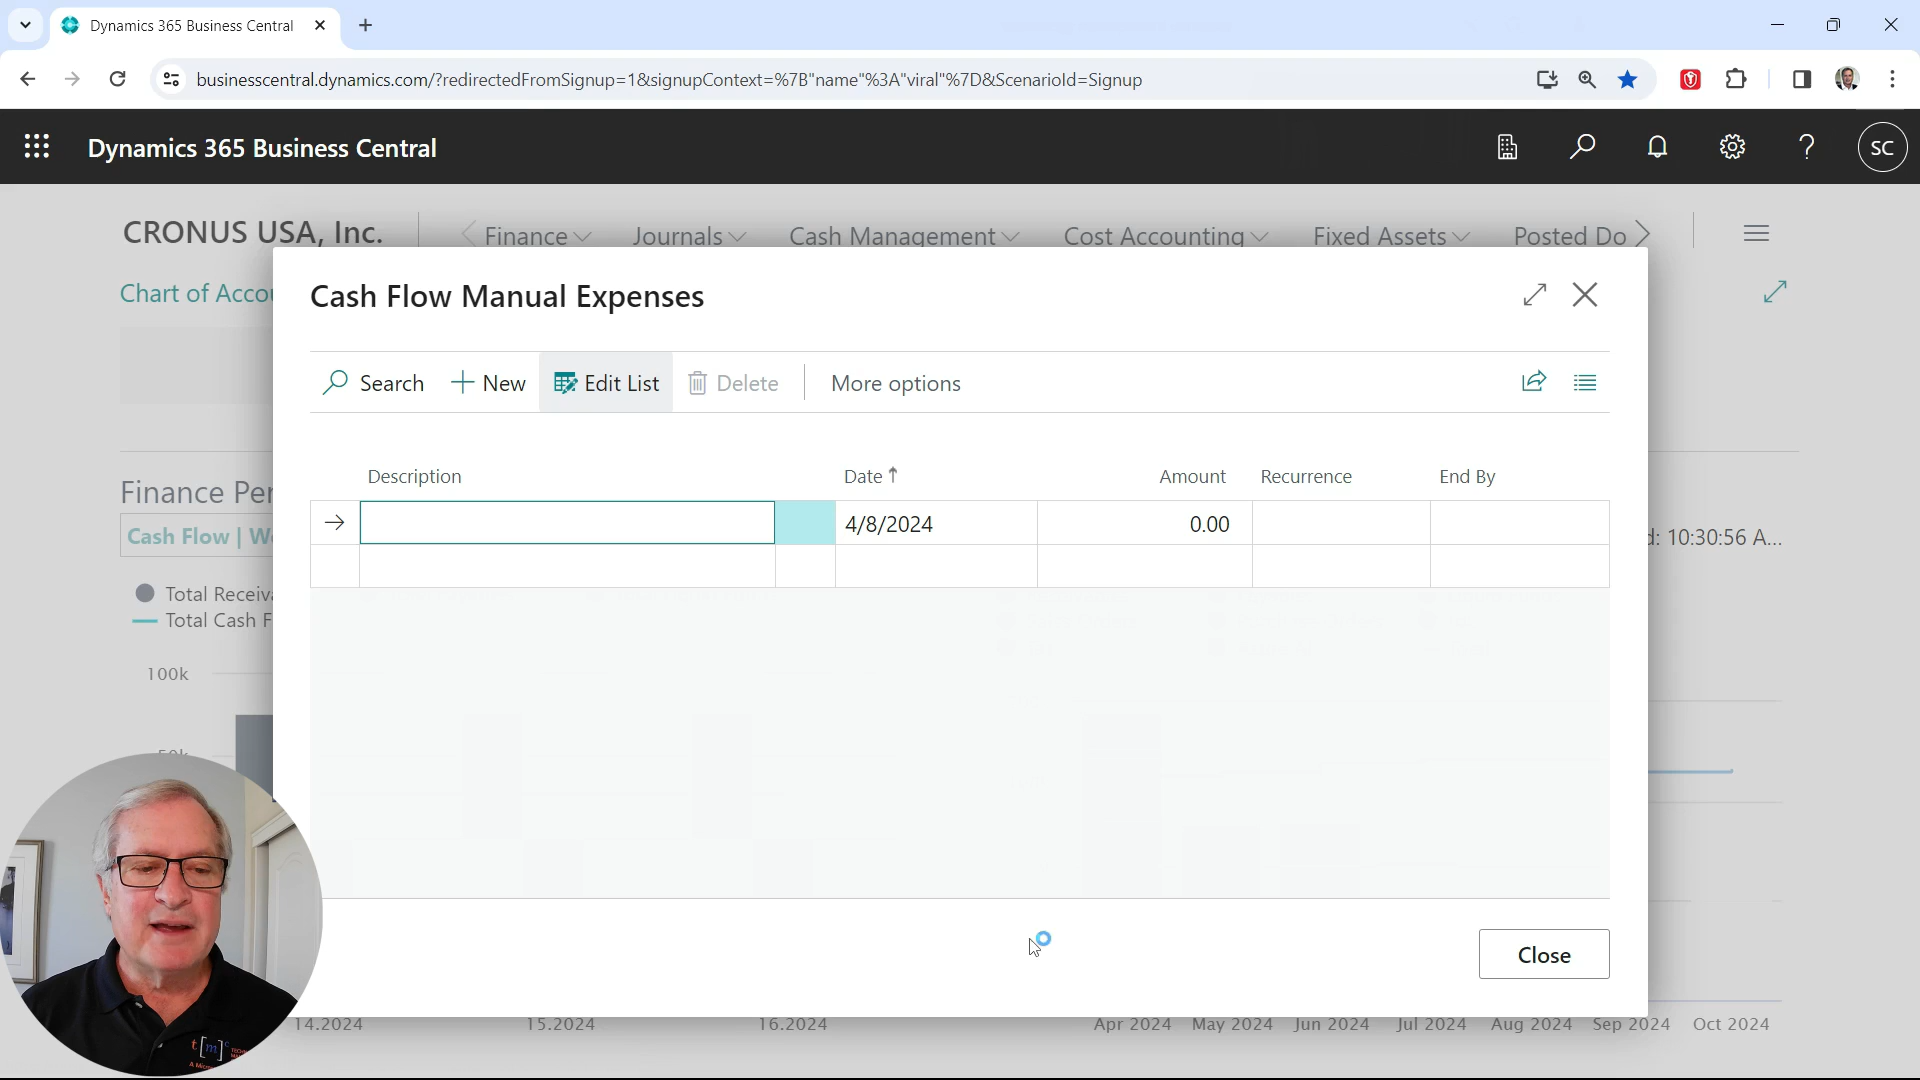 Dynamics 365 Business Central
businesscentral.dynamics.com/?redirectedFromSignup=1&signupContext=%7B"name"%3A"viral"%7D&ScenarioId=Signup
Dynamics 365 Business Central
SC
CRONUS USA, Inc.
Finance
Journals
Cash Management
Cost Accounting
Fixed Assets
Posted Do
Chart of Accou
Cash Flow Manual Expenses
Search
New
Edit List
Delete
More options
Description
Date
Amount
Recurrence
End By
4/8/2024
0.00
Finance Per
Cash Flow | We
d: 10:30:56 A...
Total Receiva
Total Cash F
100k
50k
Close
14.2024
15.2024
16.2024
Apr 2024
May 2024
Jun 2024
Jul 2024
Aug 2024
Sep 2024
Oct 2024
t[m]c